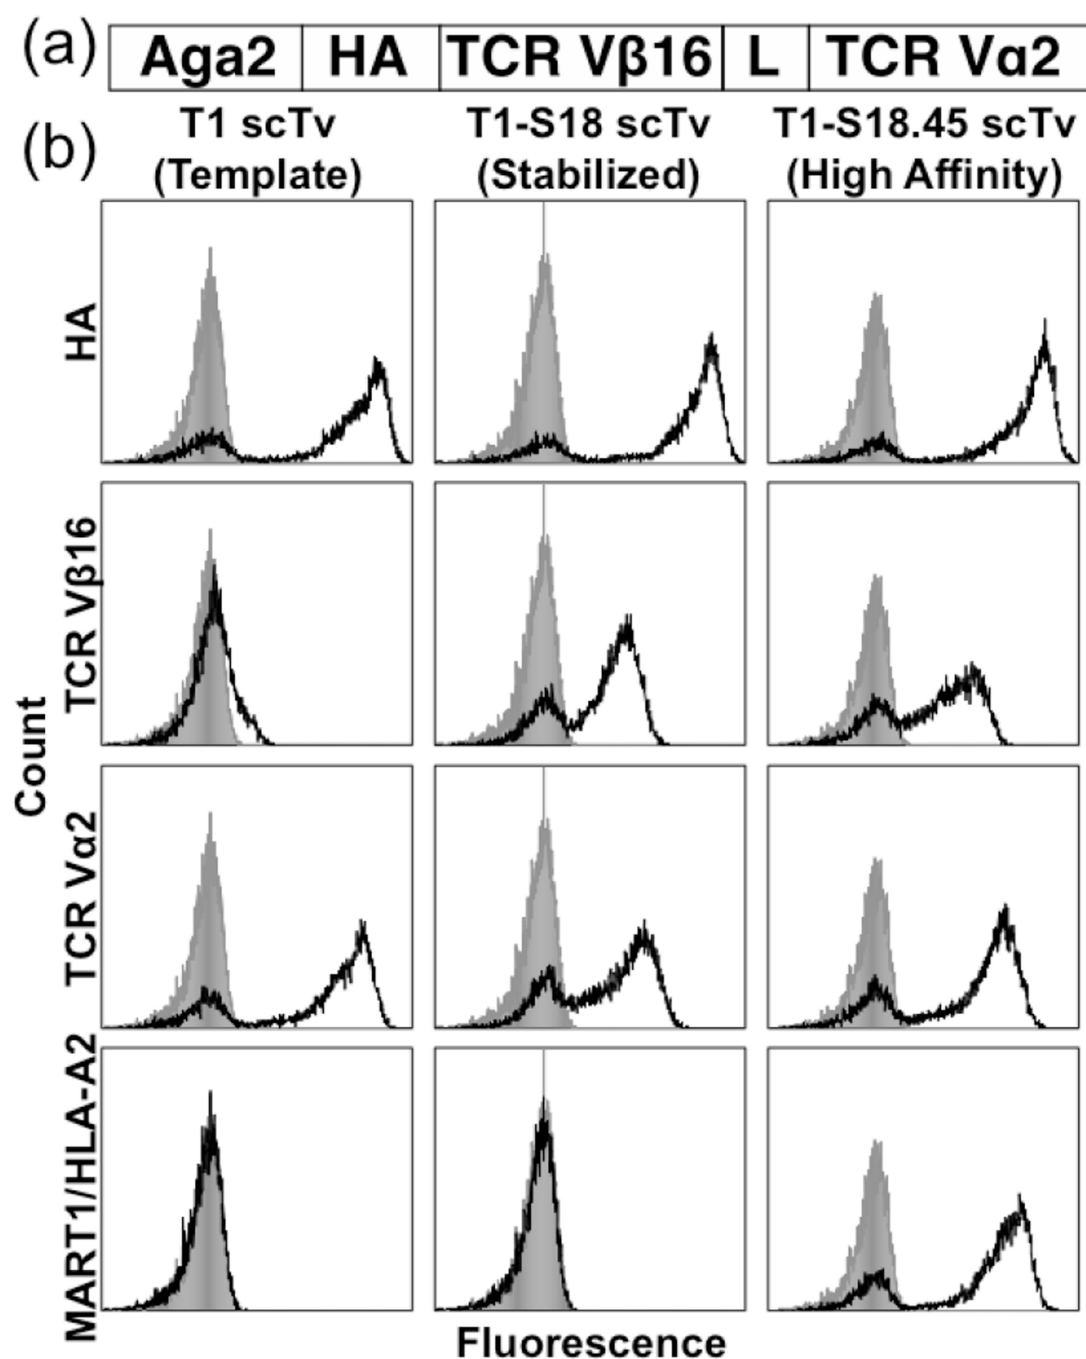 (a)
Aga2 HA TCR Vβ16 L TCR Vα2
(b)
T1 scTv
(Template)
T1-S18 scTv
(Stabilized)
T1-S18.45 scTv
(High Affinity)
HA
TCR Vβ16
TCR Vα2
MART1/HLA-A2
Count
Fluorescence